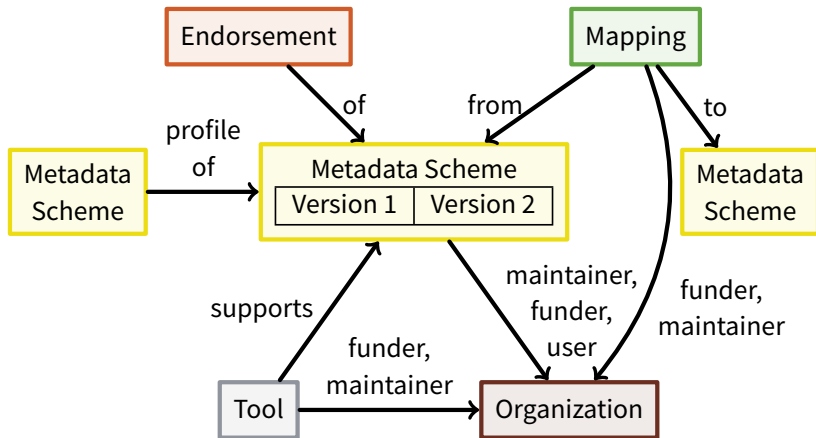 Endorsement
Mapping
of
from
to
profile
of
Metadata
Scheme
Metadata Scheme
Version 1
Version 2
Metadata
Scheme
supports
maintainer,
funder,
user
funder,
maintainer
funder,
maintainer
Tool
Organization